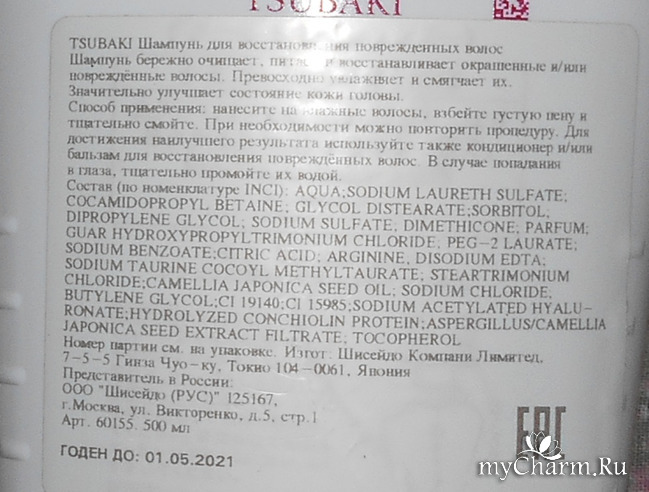 TSUBAKI
TSUBAKI Шампунь для восстановления повреждённых волос
Шампунь бережно очищает, и восстанавливает окрашенные и/или
повреждённые волосы. Превосходно увлажняет и смягчает их.
Значительно улучшает состояние кожи головы.
Способ применения: нанесите на влажные волосы, взбейте густую пену и
тщательно смойте. При необходимости можно повторить процедуру. Для
достижения наилучшего результата используйте также кондиционер и/или
бальзам для восстановления повреждённых волос. В случае попадания
в глаза, тщательно промойте их водой.
Состав (по номенклатуре INCI): AQUA;SODIUM LAURETH SULFATE;
COCAMIDOPROPYL BETAINE; GLYCOL DISTEARATE;SORBITOL;
DIPROPYLENE GLYCOL; SODIUM SULFATE, DIMETHICONE; PARFUM;
GUAR HYDROXYPROPYLTRIMONIUM CHLORIDE, PEG-2 LAURATE;
SODIUM BENZOATE;CITRIC ACID; ARGININE, DISODIUM EDTA;
SODIUM TAURINE COCOYL METHYLTAURATE; STEARTRIMONIUM
CHLORIDE;CAMELLIA JAPONICA SEED OIL; SODIUM CHLORIDE,
BUTYLENE GLYCOL;CI 19140;CI 15985;SODIUM ACETYLATED HYALU-
RONATE;HYDROLYZED CONCHIOLIN PROTEIN;ASPERGILLUS/CAMELLIA
JAPONICA SEED EXTRACT FILTRATE; TOCOPHEROL
Номер партии см. на упаковке. Изгот: Шисейдо Компани Лимитед,
7-5-5 Гинза Чуо-ку, Токио 104-0061, Япония
Представитель в России:
ООО "Шисейдо (РУС)" 125167,
г.Москва, ул. Викторенко, д.5, стр.1
Арт. 60155. 500 мл
ГОДЕН ДО: 01.05.2021
EAC
myCharm.Ru